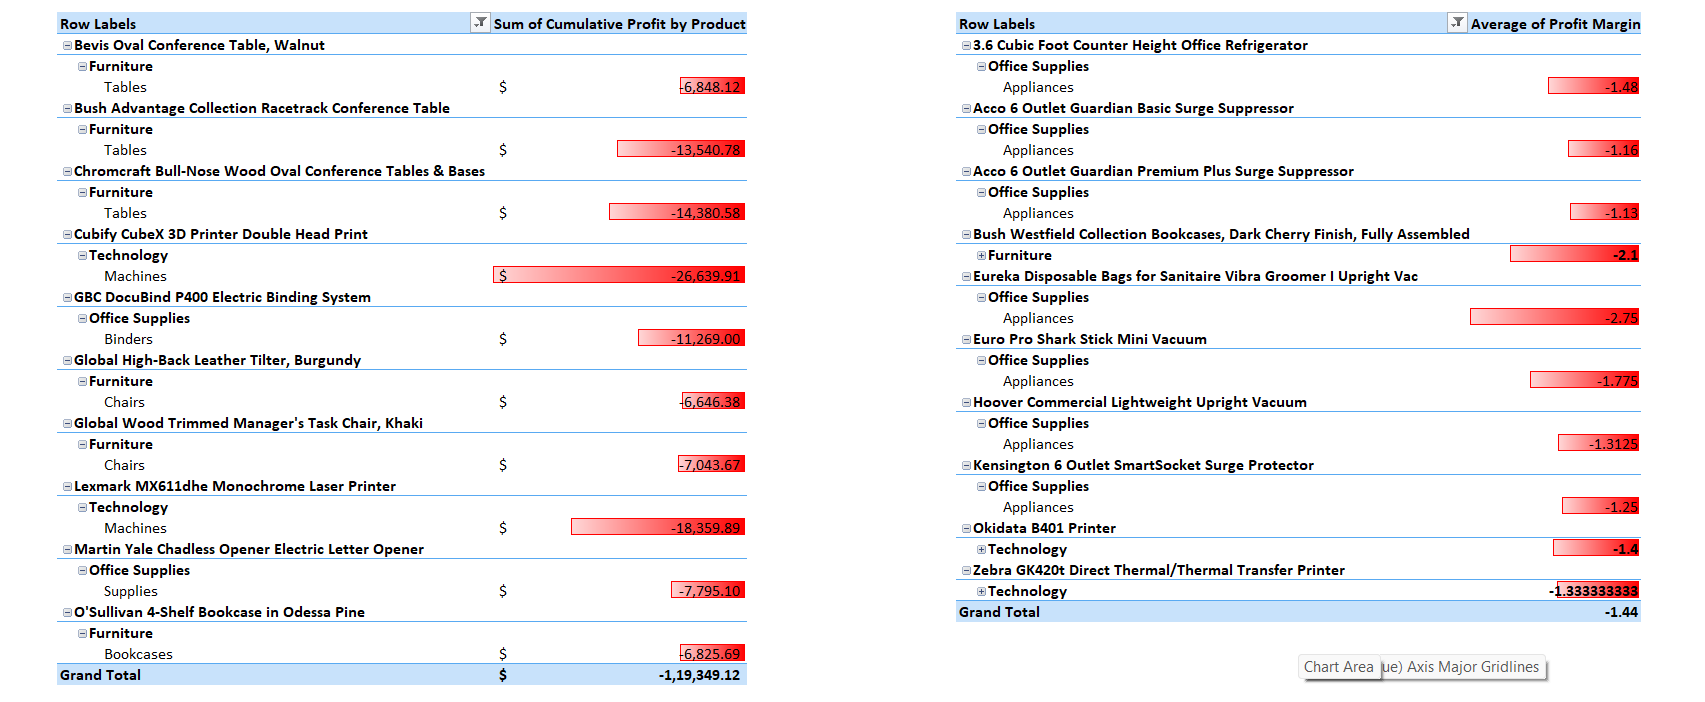 Row Labels Sum of Cumulative Profit by Product
Bevis Oval Conference Table, Walnut
Furniture
Tables $ -6,848.12
Bush Advantage Collection Racetrack Conference Table
Furniture
Tables $ -13,540.78
Chromcraft Bull-Nose Wood Oval Conference Tables & Bases
Furniture
Tables $ -14,380.58
Cubify CubeX 3D Printer Double Head Print
Technology
Machines $ -26,639.91
GBC DocuBind P400 Electric Binding System
Office Supplies
Binders $ -11,269.00
Global High-Back Leather Tilter, Burgundy
Furniture
Chairs $ -6,646.38
Global Wood Trimmed Manager's Task Chair, Khaki
Furniture
Chairs $ -7,043.67
Lexmark MX611dhe Monochrome Laser Printer
Technology
Machines $ -18,359.89
Martin Yale Chadless Opener Electric Letter Opener
Office Supplies
Supplies $ -7,795.10
O'Sullivan 4-Shelf Bookcase in Odessa Pine
Furniture
Bookcases $ -6,825.69
Grand Total $ -1,19,349.12
Row Labels Average of Profit Margin
3.6 Cubic Foot Counter Height Office Refrigerator
Office Supplies
Appliances -1.48
Acco 6 Outlet Guardian Basic Surge Suppressor
Office Supplies
Appliances -1.16
Acco 6 Outlet Guardian Premium Plus Surge Suppressor
Office Supplies
Appliances -1.13
Bush Westfield Collection Bookcases, Dark Cherry Finish, Fully Assembled
Furniture -2.1
Eureka Disposable Bags for Sanitaire Vibra Groomer I Upright Vac
Office Supplies
Appliances -2.75
Euro Pro Shark Stick Mini Vacuum
Office Supplies
Appliances -1.775
Hoover Commercial Lightweight Upright Vacuum
Office Supplies
Appliances -1.3125
Kensington 6 Outlet SmartSocket Surge Protector
Office Supplies
Appliances -1.25
Okidata B401 Printer
Technology -1.4
Zebra GK420t Direct Thermal/Thermal Transfer Printer
Technology -1.333333333
Grand Total -1.44
Chart Area ue) Axis Major Gridlines